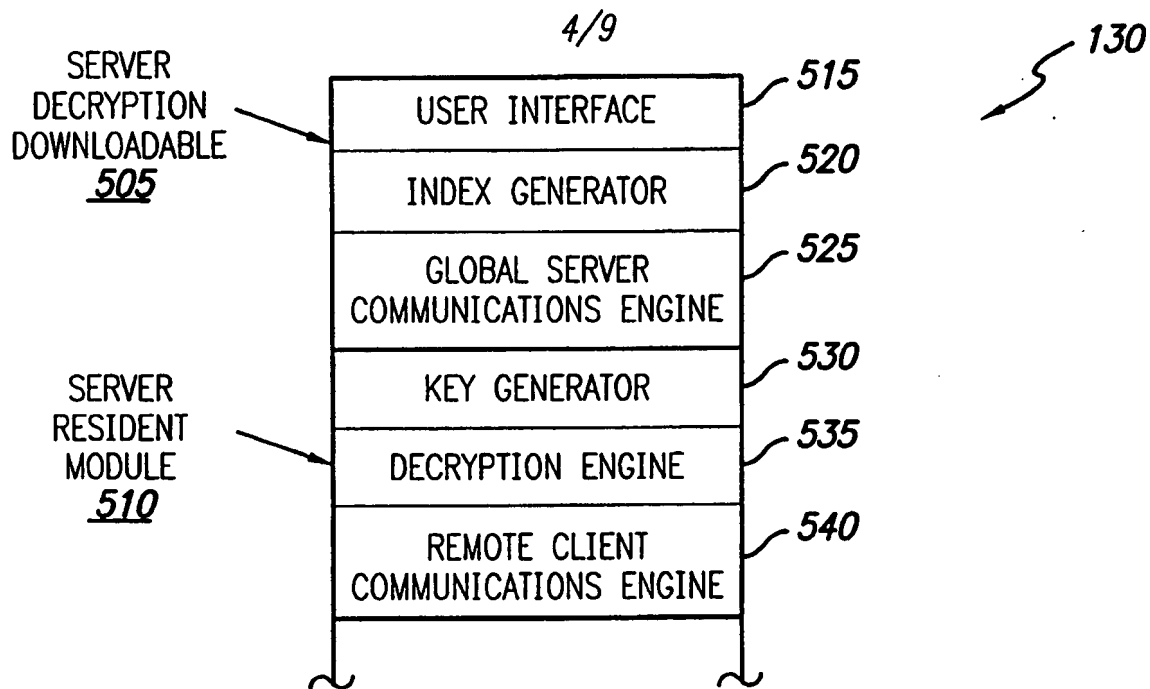 4/9
130
SERVER
DECRYPTION
DOWNLOADABLE
505
USER INTERFACE
515
INDEX GENERATOR
520
GLOBAL SERVER
COMMUNICATIONS ENGINE
525
SERVER
RESIDENT
MODULE
510
KEY GENERATOR
530
DECRYPTION ENGINE
535
REMOTE CLIENT
COMMUNICATIONS ENGINE
540